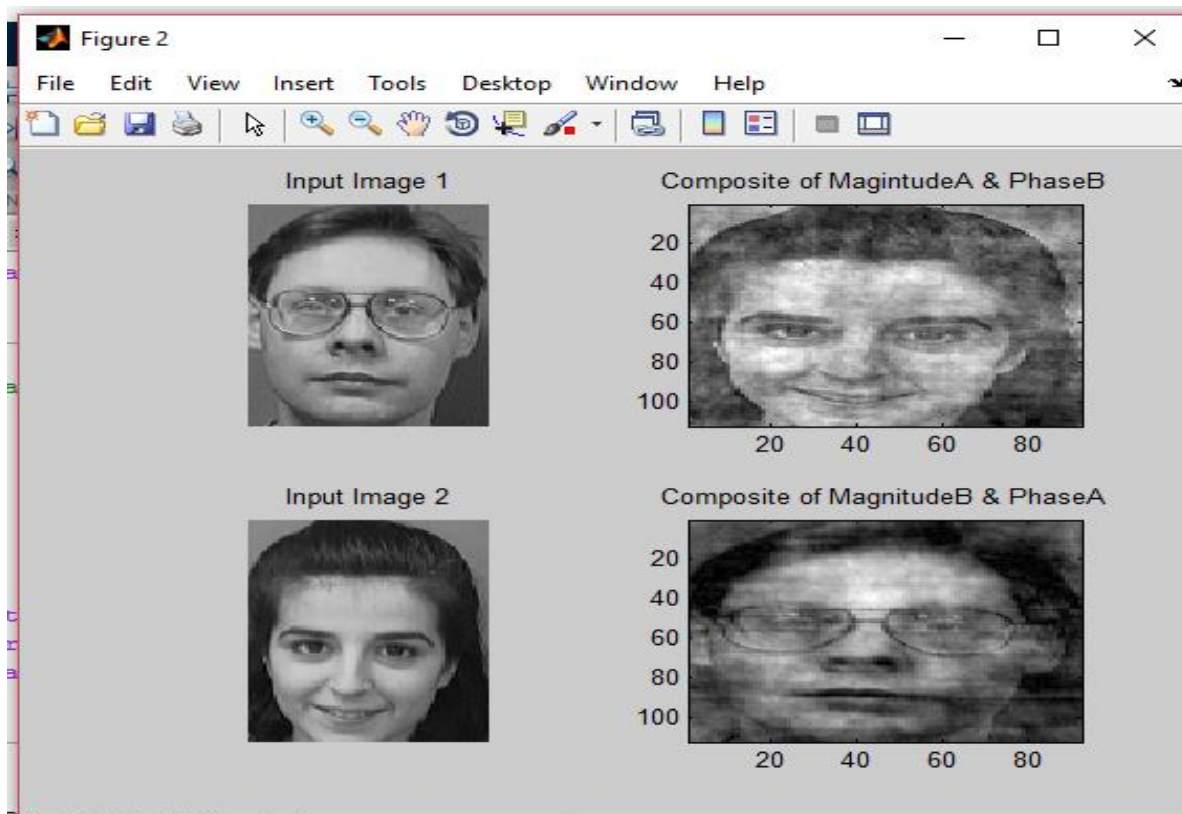 Figure 2
File Edit View Insert Tools Desktop Window Help
Input Image 1
Composite of MagintudeA & PhaseB
20
40
60
80
100
20 40 60 80
Input Image 2
Composite of MagnitudeB & PhaseA
20
40
60
80
100
20 40 60 80